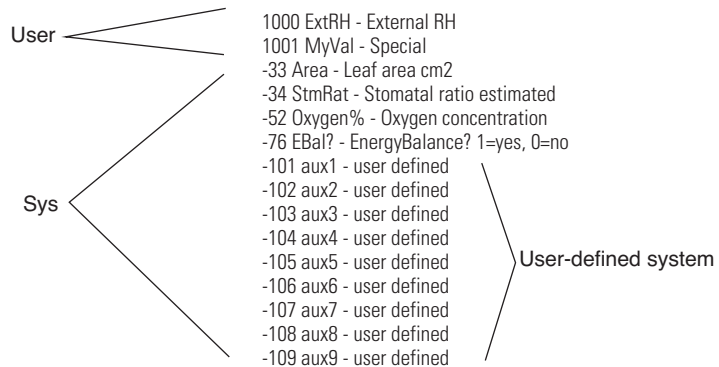 User
1000 ExtRH - External RH
1001 MyVal - Special
-33 Area - Leaf area cm2
-34 StmRat - Stomatal ratio estimated
-52 Oxygen% - Oxygen concentration
-76 EBal? - EnergyBalance? 1=yes, 0=no
-101 aux1 - user defined
-102 aux2 - user defined
Sys
-103 aux3 - user defined
-104 aux4 - user defined
-105 aux5 - user defined
User-defined system
-106 aux6 - user defined
-107 aux7 - user defined
-108 aux8 - user defined
-109 aux9 - user defined